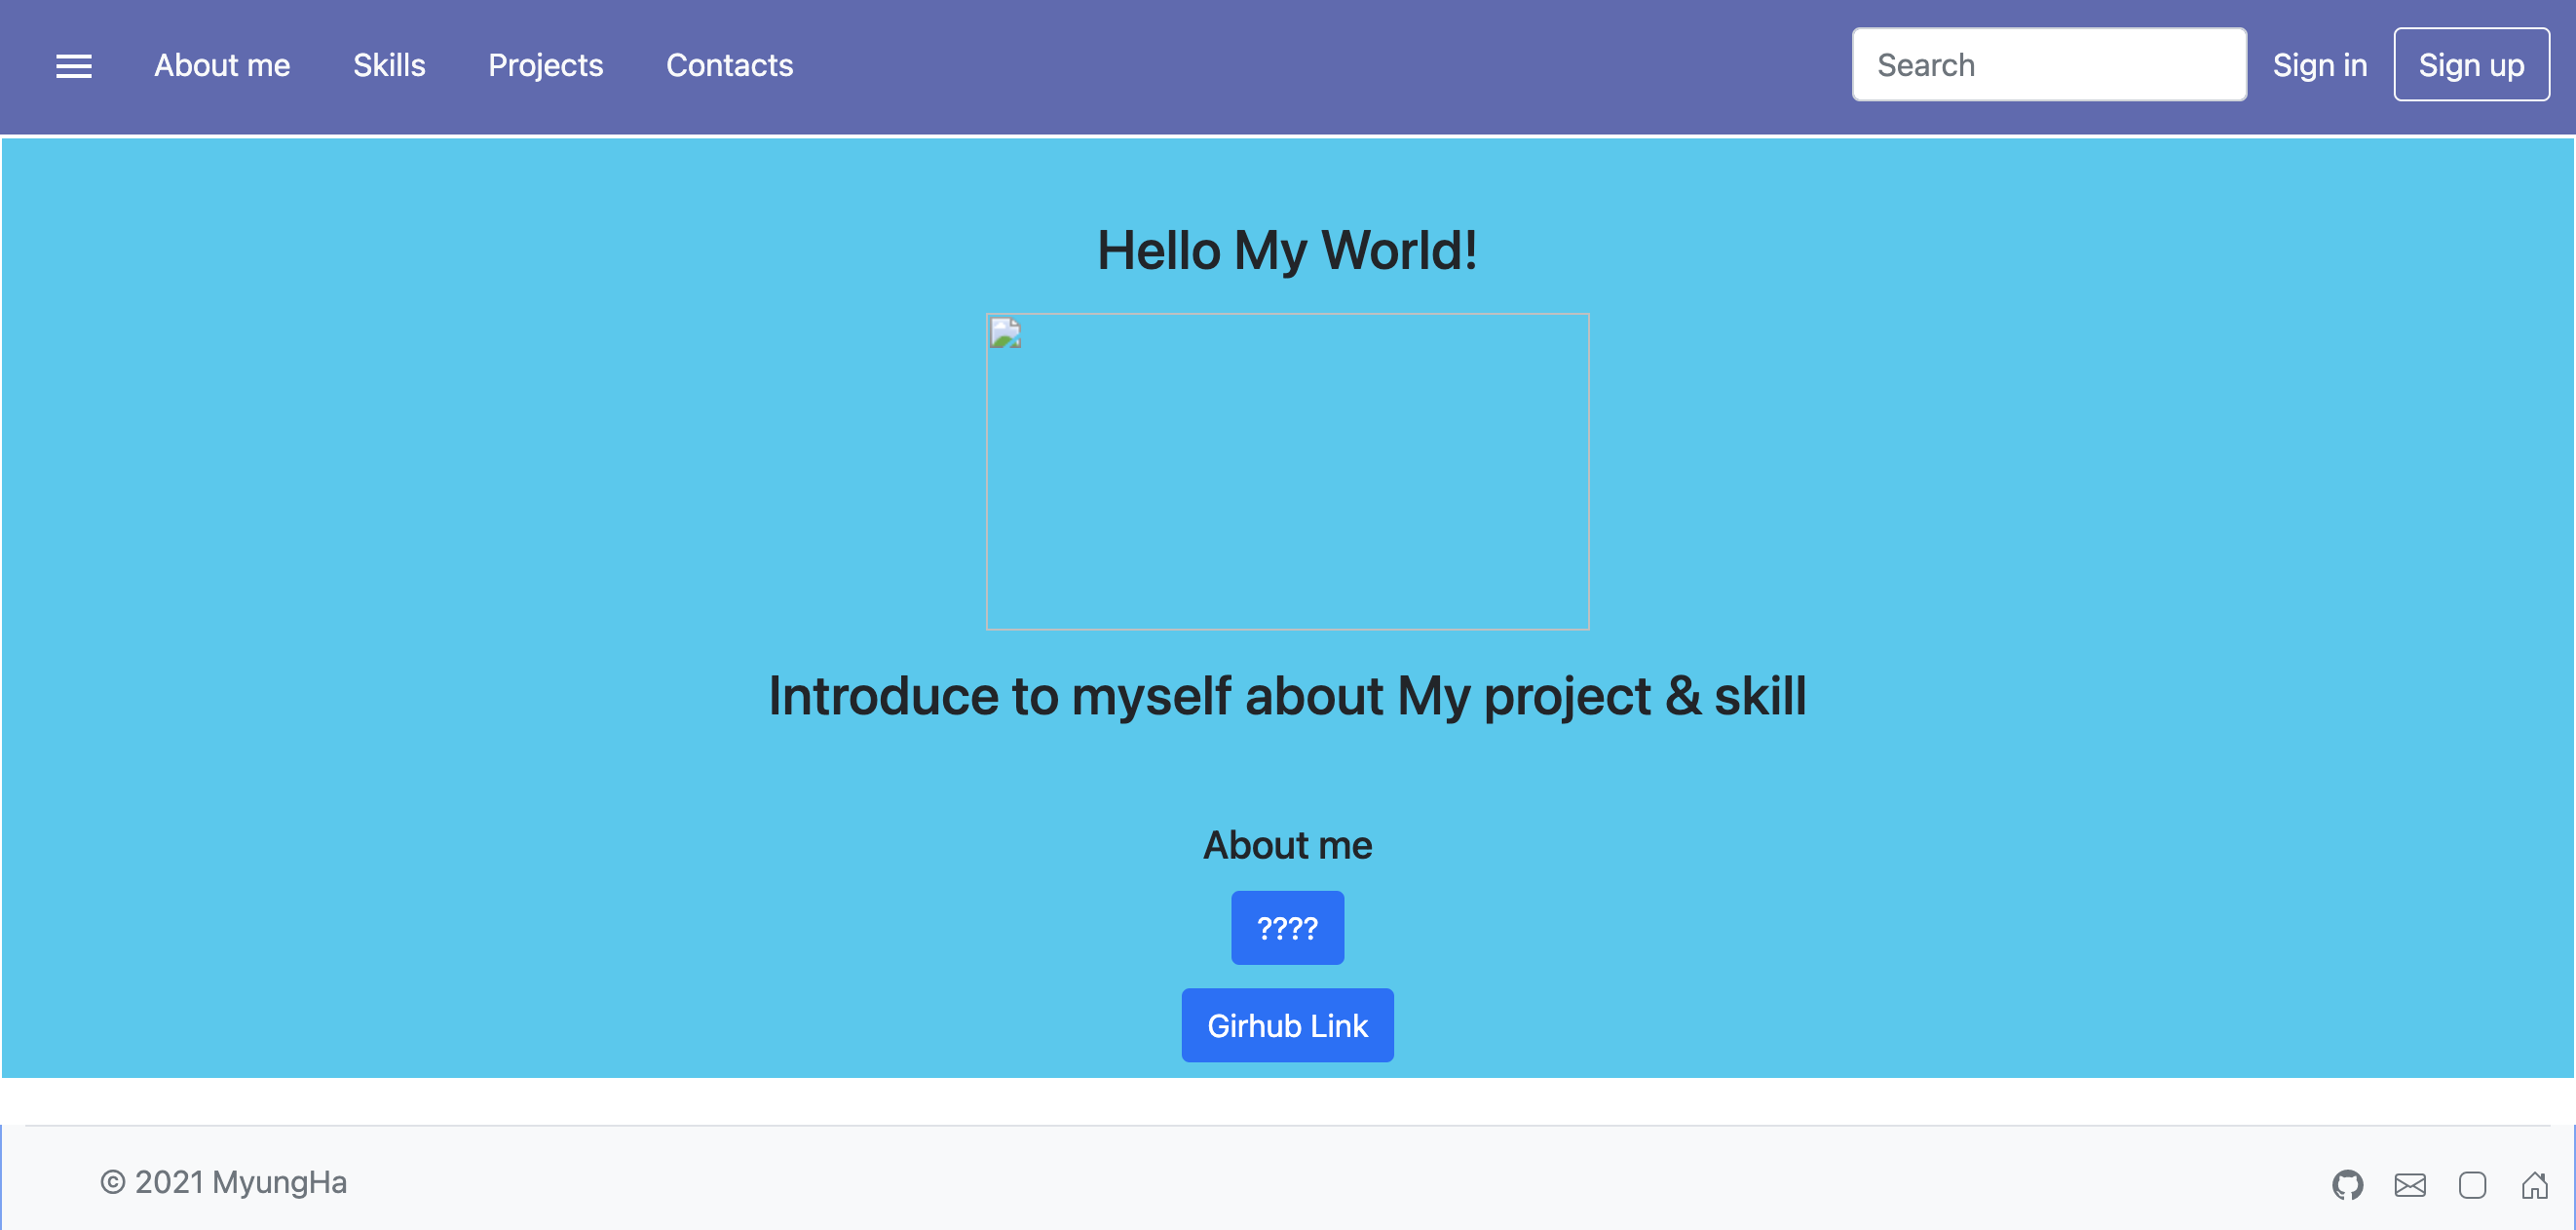 About me Skills Projects Contacts Search Sign in Sign up
Hello My World!
Introduce to myself about My project & skill
About me
????
Girhub Link
© 2021 MyungHa